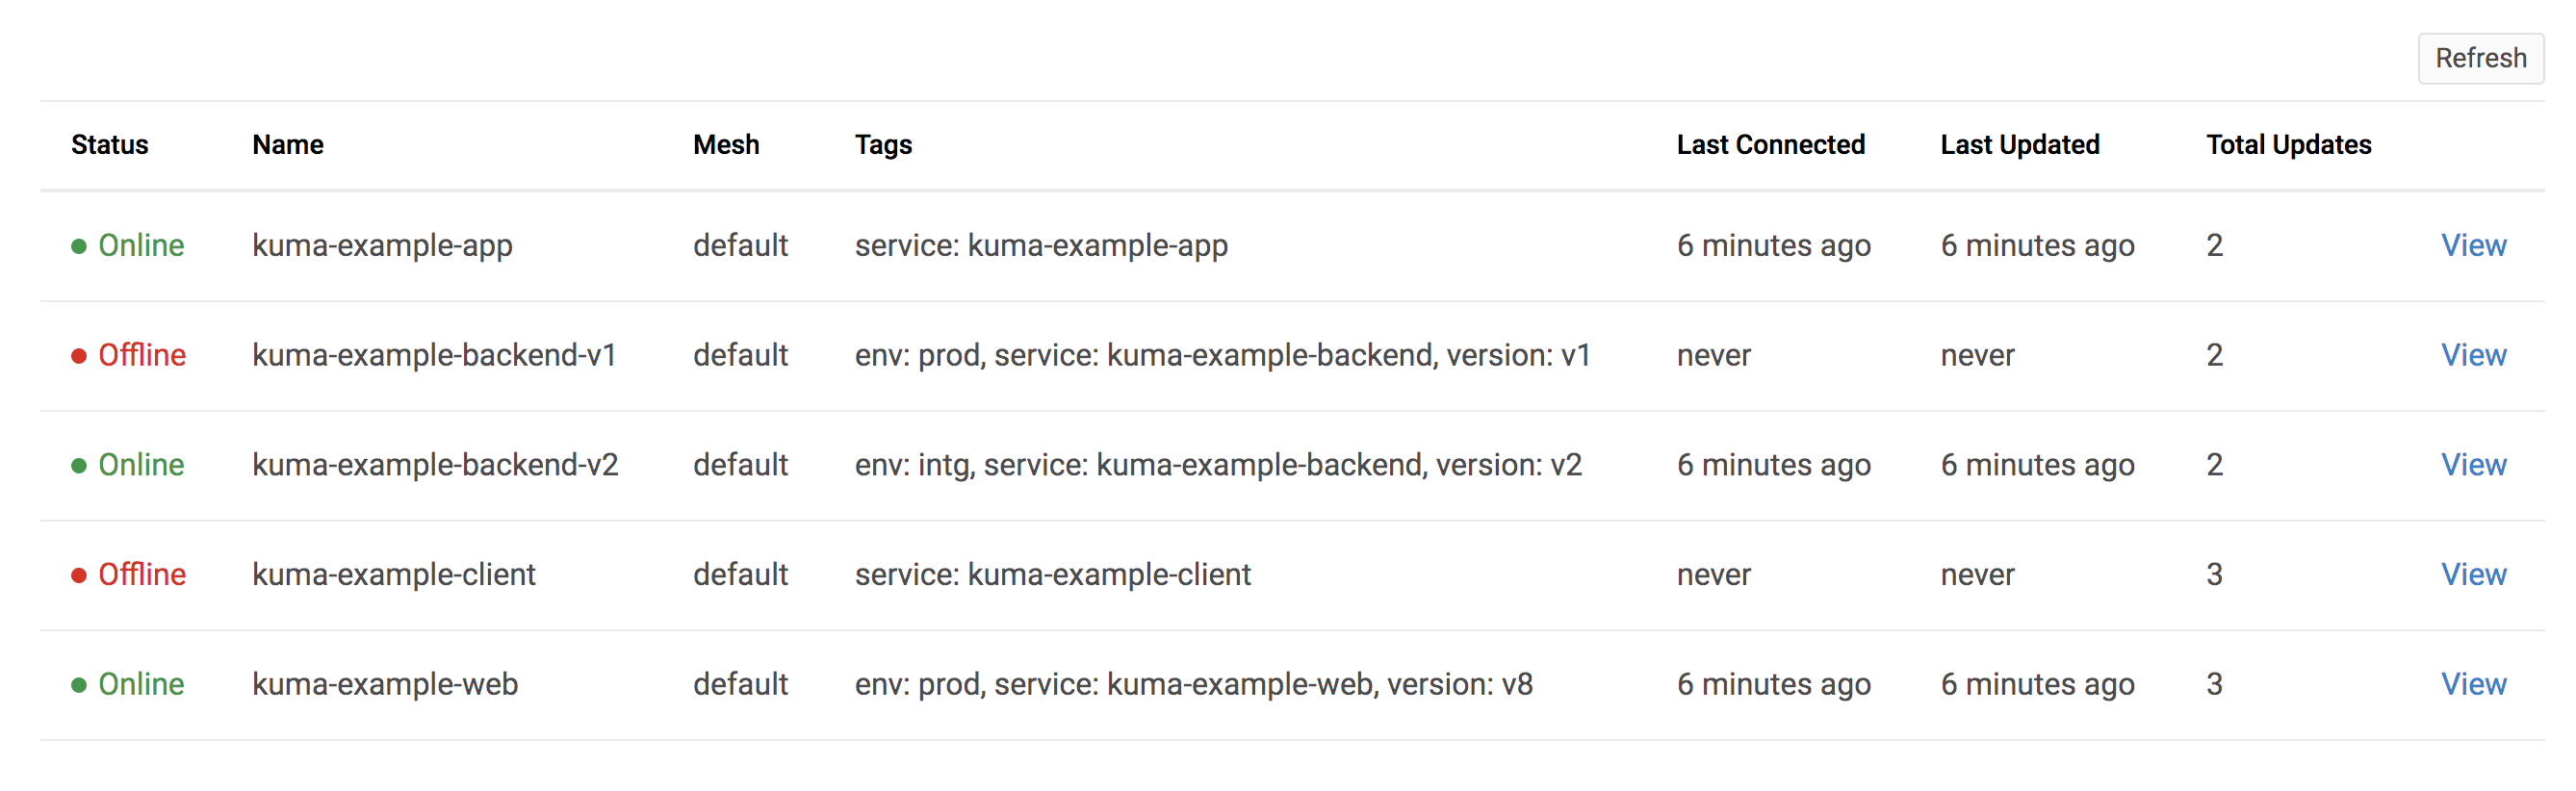 Refresh
Status Name Mesh Tags Last Connected Last Updated Total Updates
Online kuma-example-app default service: kuma-example-app 6 minutes ago 6 minutes ago 2 View
Offline kuma-example-backend-v1 default env: prod, service: kuma-example-backend, version: v1 never never 2 View
Online kuma-example-backend-v2 default env: intg, service: kuma-example-backend, version: v2 6 minutes ago 6 minutes ago 2 View
Offline kuma-example-client default service: kuma-example-client never never 3 View
Online kuma-example-web default env: prod, service: kuma-example-web, version: v8 6 minutes ago 6 minutes ago 3 View